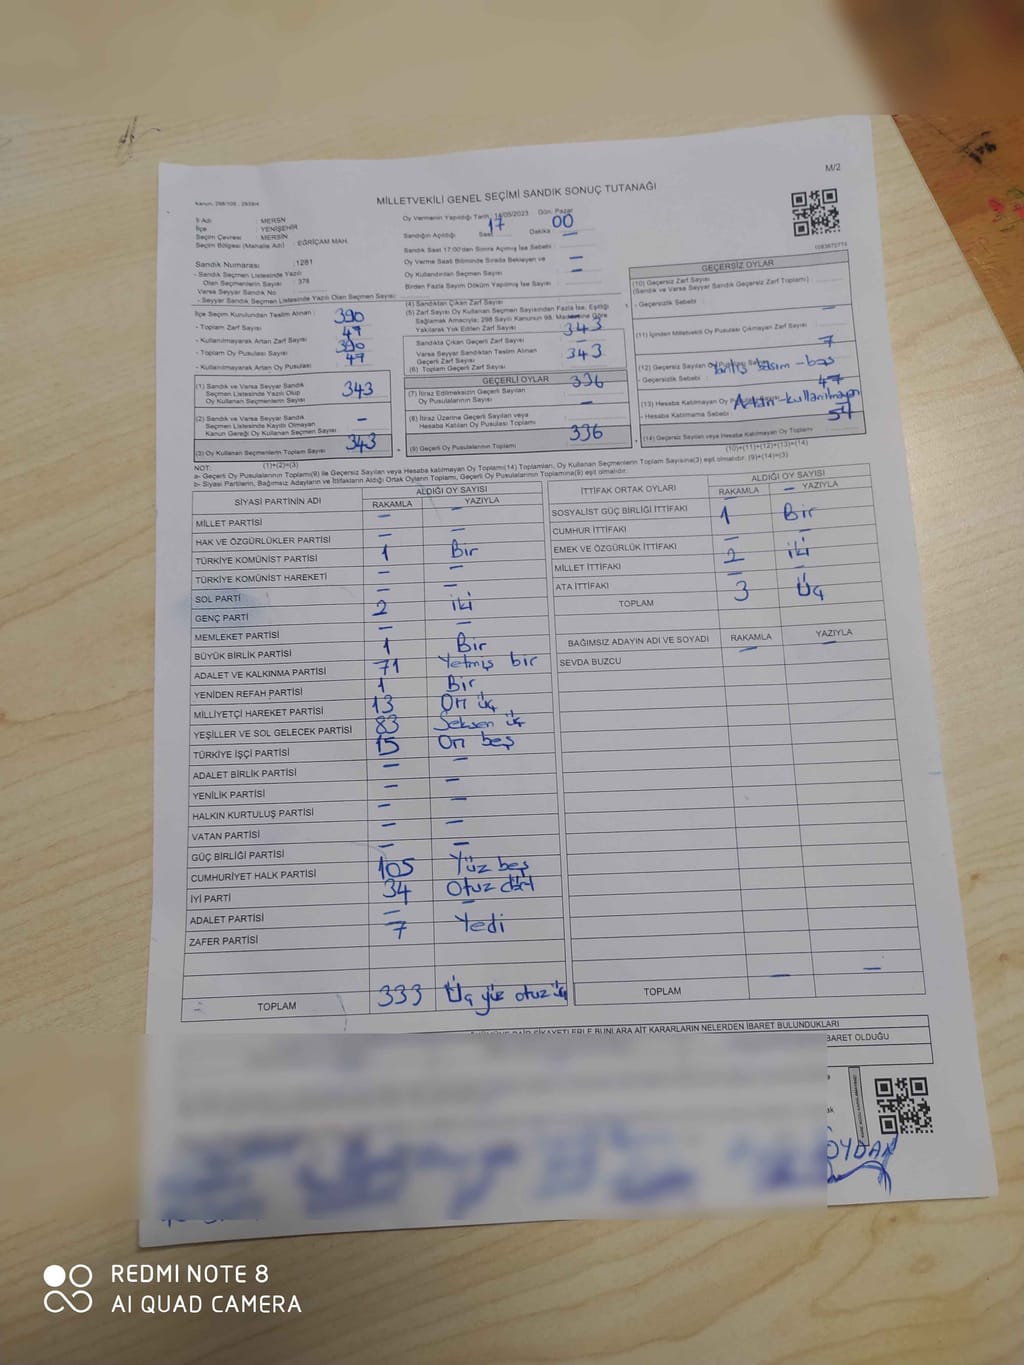 M/2
MİLLETVEKİLİ GENEL SEÇİMİ SANDIK SONUÇ TUTANAĞI
İl Adı : MERSİN
İlçe : YENİŞEHİR
Seçim Çevresi : MERSİN
Seçim Bölgesi (Mahalle Adı) : EĞRİÇAM MAH.
Sandık Numarası : 1281
- Sandık Seçmen Listesinde Yazılı
Olan Seçmenlerin Sayısı : 376
Varsa Seyyar Sandık No :
- Seyyar Sandık Seçmen Listesinde Yazılı Olan Seçmen Sayısı :
Oy Vermenin Yapıldığı Tarih : 14/05/2023 Gün: Pazar
Sandığın Açıldığı Saat 17 Dakika 00
Sandık Saat 17:00'den Sonra Açılmış İse Sebebi : —
Oy Verme Saati Bitiminde Sırada Bekleyen ve
Oy Kullandırılan Seçmen Sayısı —
Birden Fazla Sayım Döküm Yapılmış İse Sayısı : —
İlçe Seçim Kurulundan Teslim Alınan :
- Toplam Zarf Sayısı 390
- Kullanılmayarak Artan Zarf Sayısı 47
- Toplam Oy Pusulası Sayısı 390
- Kullanılmayarak Artan Oy Pusulası 47
(1) Sandık ve Varsa Seyyar Sandık
Seçmen Listesinde Yazılı Olup
Oy Kullanan Seçmenlerin Sayısı 343
(2) Sandık ve Varsa Seyyar Sandık
Seçmen Listesinde Kayıtlı Olmayan
Kanun Gereği Oy Kullanan Seçmen Sayısı —
(3) Oy Kullanan Seçmenlerin Toplam Sayısı 343
(1)+(2)=(3)
(4) Sandıktan Çıkan Zarf Sayısı
(5) Zarf Sayısı Oy Kullanan Seçmen Sayısından Fazla İse, Eşitliği
Sağlamak Amacıyla; 298 Sayılı Kanunun 98. Maddesine Göre
Yakılarak Yok Edilen Zarf Sayısı —
Sandıkta Çıkan Geçerli Zarf Sayısı 343
Varsa Seyyar Sandıktan Teslim Alınan
Geçerli Zarf Sayısı —
(6) Toplam Geçerli Zarf Sayısı 343
GEÇERLİ OYLAR
(7) İtiraz Edilmeksizin Geçerli Sayılan
Oy Pusulalarının Sayısı 336
(8) İtiraz Üzerine Geçerli Sayılan veya
Hesaba Katılan Oy Pusulası Toplamı —
(9) Geçerli Oy Pusulalarının Toplamı 336
GEÇERSİZ OYLAR
(10) Geçersiz Zarf Sayısı
(Sandık ve Varsa Seyyar Sandık Geçersiz Zarf Toplamı) :
- Geçersizlik Sebebi :
(11) İçinden Milletvekili Oy Pusulası Çıkmayan Zarf Sayısı —
(12) Geçersiz Sayılan Oy Pusulası Sayısı 7
- Geçersizlik Sebebi : basım - boş
(13) Hesaba Katılmayan Oy Pusulası Sayısı 47
- Hesaba Katılmama Sebebi Artan - kullanılmayan
(14) Geçersiz Sayılan veya Hesaba Katılmayan Oy Toplamı 54
(10)+(11)+(12)+(13)=(14)
NOT:
a- Geçerli Oy Pusulalarının Toplamı(9) ile Geçersiz Sayılan veya Hesaba katılmayan Oy Toplamı(14) Toplamları, Oy Kullanan Seçmenlerin Toplam Sayısına(3) eşit olmalıdır. (9)+(14)=(3)
b- Siyasi Partilerin, Bağımsız Adayların ve İttifakların Aldığı Ortak Oyların Toplamı, Geçerli Oy Pusulalarının Toplamına(9) eşit olmalıdır.
SİYASİ PARTİNİN ADI ALDIĞI OY SAYISI
RAKAMLA YAZIYLA
MİLLET PARTİSİ — —
HAK VE ÖZGÜRLÜKLER PARTİSİ — —
TÜRKİYE KOMÜNİST PARTİSİ 1 Bir
TÜRKİYE KOMÜNİST HAREKETİ — —
SOL PARTİ — —
GENÇ PARTİ 2 iki
MEMLEKET PARTİSİ — —
BÜYÜK BİRLİK PARTİSİ 1 Bir
ADALET VE KALKINMA PARTİSİ 71 Yetmiş bir
YENİDEN REFAH PARTİSİ 1 Bir
MİLLİYETÇİ HAREKET PARTİSİ 13 On üç
YEŞİLLER VE SOL GELECEK PARTİSİ 83 Seksen üç
TÜRKİYE İŞÇİ PARTİSİ 15 On beş
ADALET BİRLİK PARTİSİ — —
YENİLİK PARTİSİ — —
HALKIN KURTULUŞ PARTİSİ — —
VATAN PARTİSİ — —
GÜÇ BİRLİĞİ PARTİSİ — —
CUMHURİYET HALK PARTİSİ 105 Yüz beş
İYİ PARTİ 34 Otuz dört
ADALET PARTİSİ — —
ZAFER PARTİSİ 7 Yedi
TOPLAM 333 Üç yüz otuz üç
İTTİFAK ORTAK OYLARI ALDIĞI OY SAYISI
RAKAMLA YAZIYLA
SOSYALİST GÜÇ BİRLİĞİ İTTİFAKI — —
CUMHUR İTTİFAKI 1 Bir
EMEK VE ÖZGÜRLÜK İTTİFAKI — —
MİLLET İTTİFAKI 2 iki
ATA İTTİFAKI — —
TOPLAM 3 Üç
BAĞIMSIZ ADAYIN ADI VE SOYADI RAKAMLA YAZIYLA
SEVDA BUZCU — —
TOPLAM — —
ŞİKAYETLERLE BUNLARA AİT KARARLARIN NELERDEN İBARET BULUNDUKLARI
İBARET OLDUĞU
REDMI NOTE 8
AI QUAD CAMERA